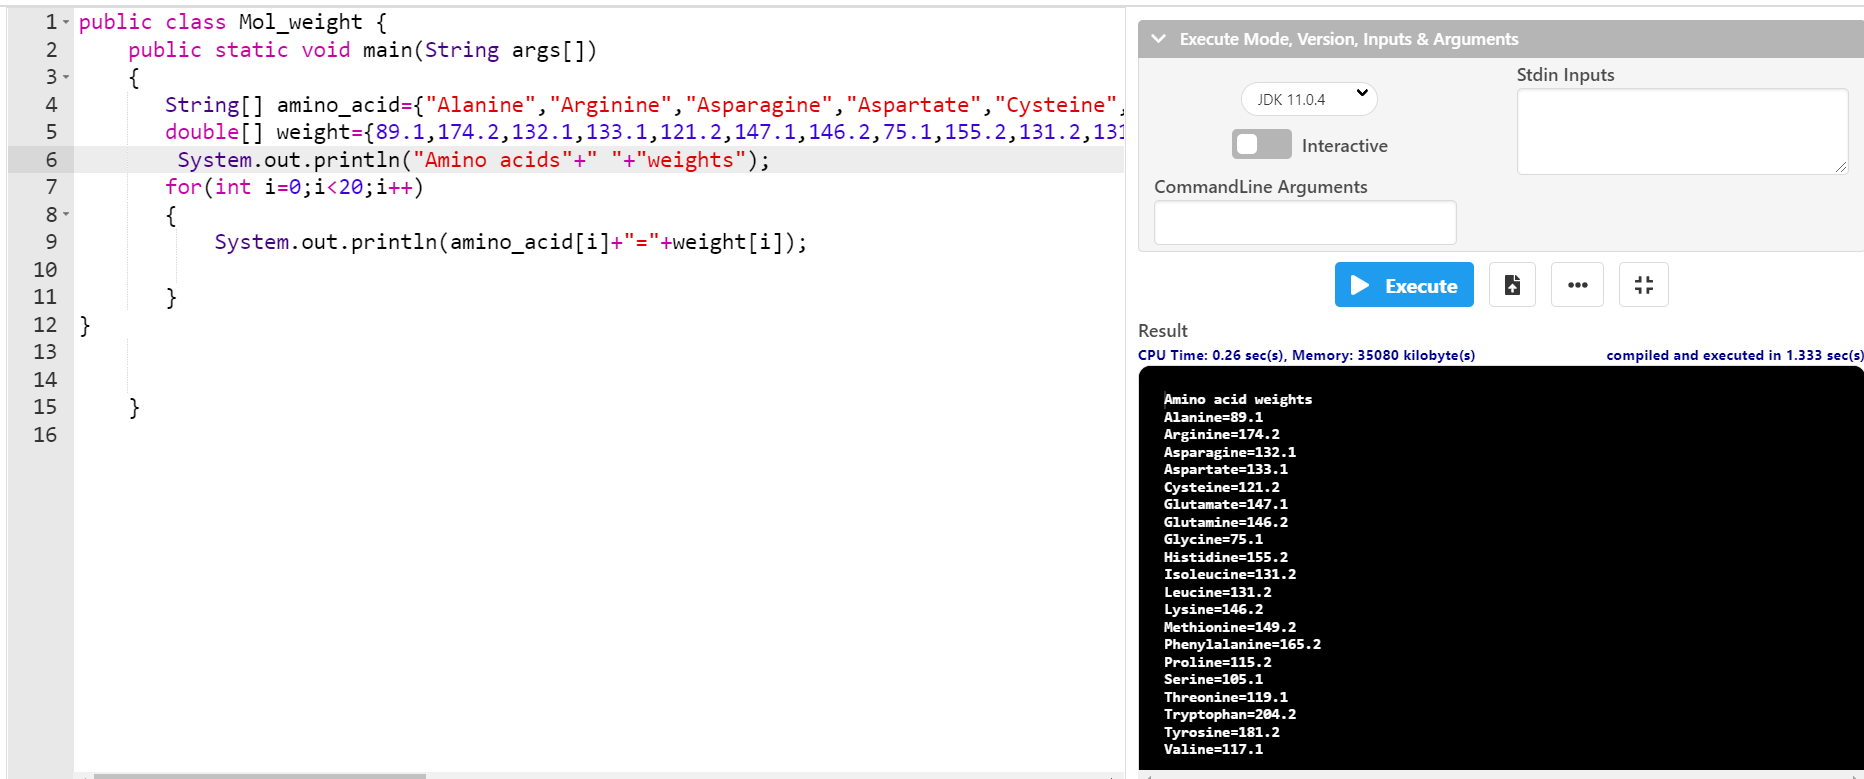 1 public class Mol_weight {
2 public static void main(String args[])
3 {
4 String[] amino_acid={"Alanine","Arginine","Asparagine","Aspartate","Cysteine",
5 double[] weight={89.1,174.2,132.1,133.1,121.2,147.1,146.2,75.1,155.2,131.2,131
6 System.out.println("Amino acids"+" "+"weights");
7 for(int i=0;i<20;i++)
8 {
9 System.out.println(amino_acid[i]+"="+weight[i]);
10
11 }
12 }
13
14
15 }
16
Execute Mode, Version, Inputs & Arguments
JDK 11.0.4
Interactive
Stdin Inputs
CommandLine Arguments
Execute
Result
CPU Time: 0.26 sec(s), Memory: 35080 kilobyte(s) compiled and executed in 1.333 sec(s)
Amino acid weights
Alanine=89.1
Arginine=174.2
Asparagine=132.1
Aspartate=133.1
Cysteine=121.2
Glutamate=147.1
Glutamine=146.2
Glycine=75.1
Histidine=155.2
Isoleucine=131.2
Leucine=131.2
Lysine=146.2
Methionine=149.2
Phenylalanine=165.2
Proline=115.2
Serine=105.1
Threonine=119.1
Tryptophan=204.2
Tyrosine=181.2
Valine=117.1